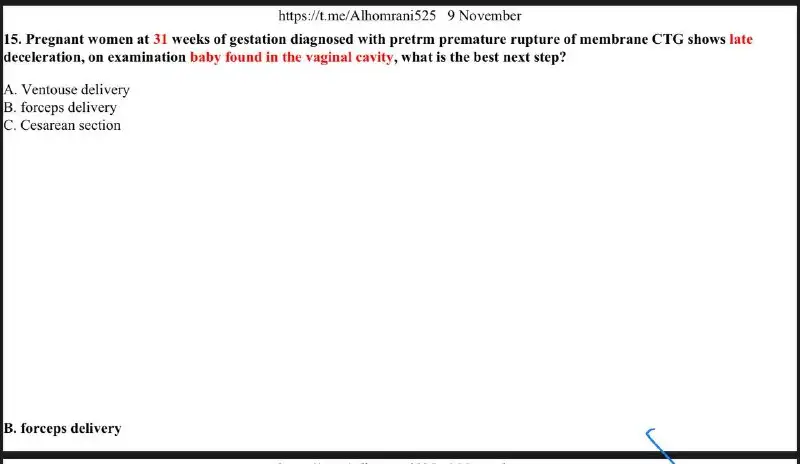 https://t.me/Alhomrani525 9 November
15. Pregnant women at 31 weeks of gestation diagnosed with pretrm premature rupture of membrane CTG shows late
deceleration, on examination baby found in the vaginal cavity, what is the best next step?
A. Ventouse delivery
B. forceps delivery
C. Cesarean section
B. forceps delivery